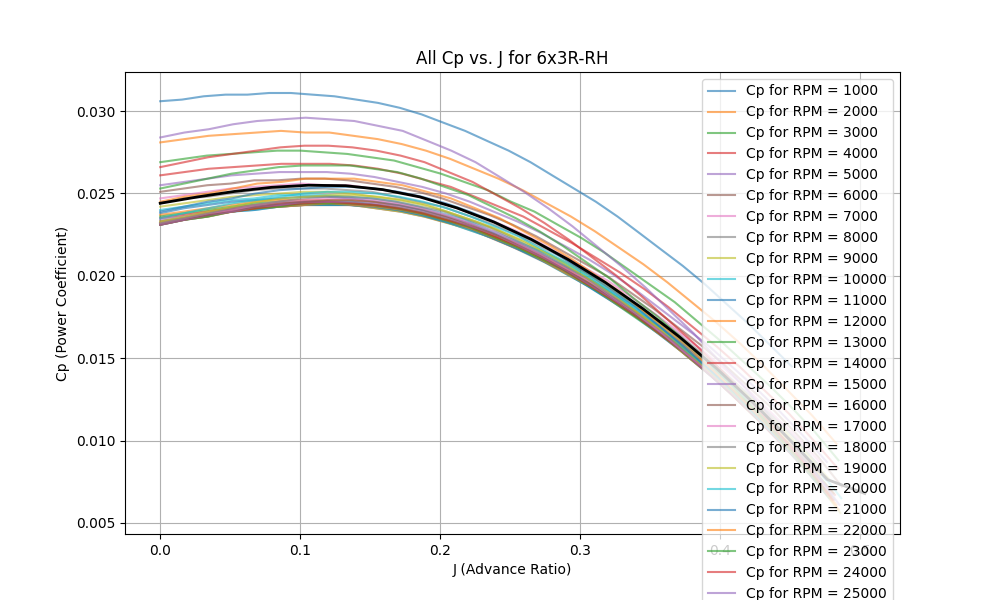 All Cp vs. J for 6x3R-RH
Cp (Power Coefficient)
0.030
0.025
0.020
0.015
0.010
0.005
0.0
0.1
0.2
0.3
0.4
J (Advance Ratio)
Cp for RPM = 1000
Cp for RPM = 2000
Cp for RPM = 3000
Cp for RPM = 4000
Cp for RPM = 5000
Cp for RPM = 6000
Cp for RPM = 7000
Cp for RPM = 8000
Cp for RPM = 9000
Cp for RPM = 10000
Cp for RPM = 11000
Cp for RPM = 12000
Cp for RPM = 13000
Cp for RPM = 14000
Cp for RPM = 15000
Cp for RPM = 16000
Cp for RPM = 17000
Cp for RPM = 18000
Cp for RPM = 19000
Cp for RPM = 20000
Cp for RPM = 21000
Cp for RPM = 22000
Cp for RPM = 23000
Cp for RPM = 24000
Cp for RPM = 25000